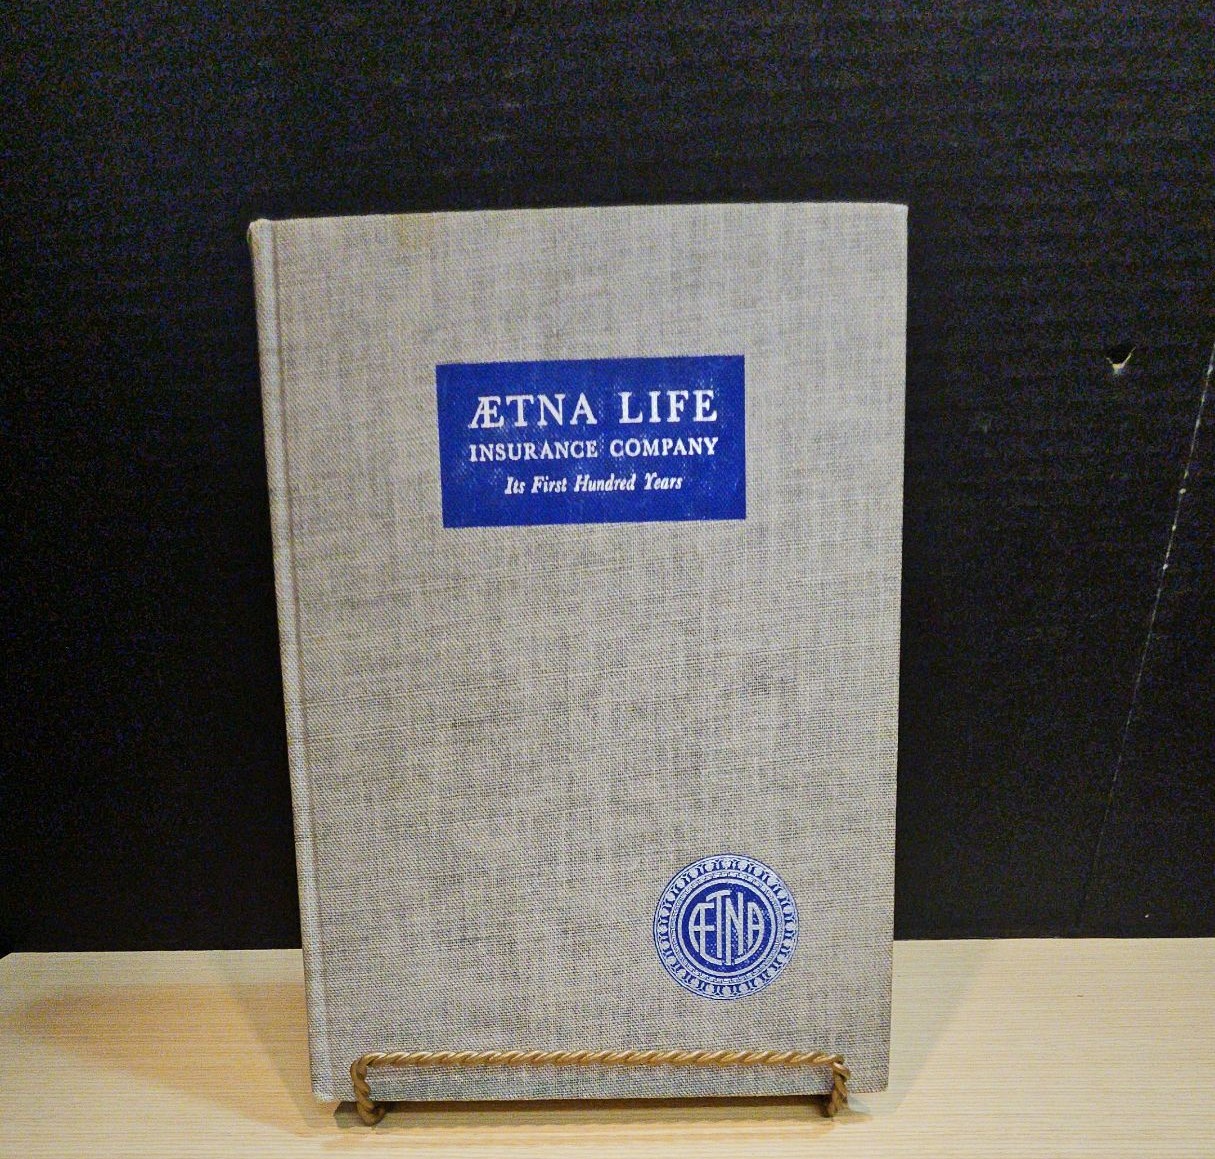 ÆTNA LIFE
INSURANCE COMPANY
Its First Hundred Years
ÆTNA